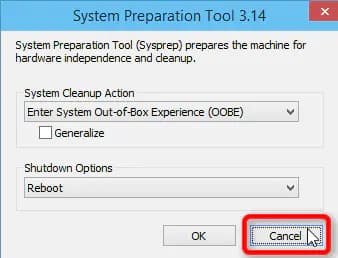 System Preparation Tool 3.14
System Preparation Tool (Sysprep) prepares the machine for
hardware independence and cleanup.
System Cleanup Action
Enter System Out-of-Box Experience (OOBE)
Generalize
Shutdown Options
Reboot
OK
Cancel